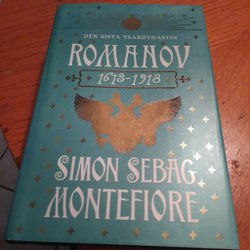 DEN SISTA TSARDYNASTIN
ROMANOV
1613-1918
SIMON SEBAG
MONTEFIORE